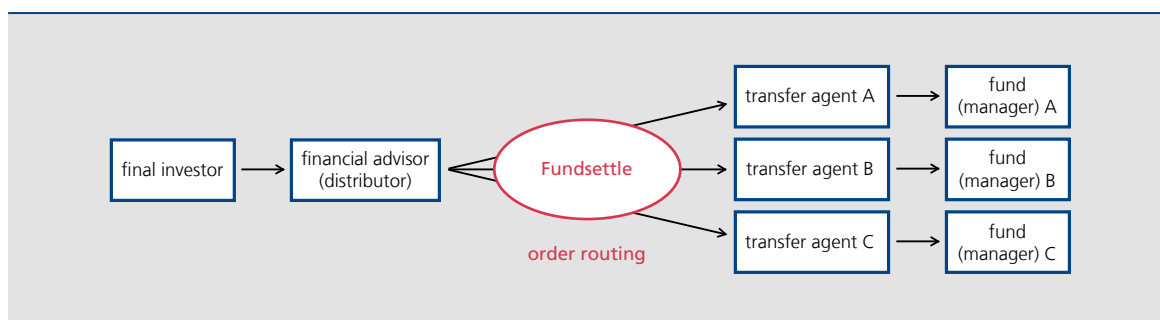 final investor
financial advisor
(distributor)
Fundsettle
order routing
transfer agent A
fund
(manager) A
transfer agent B
fund
(manager) B
transfer agent C
fund
(manager) C